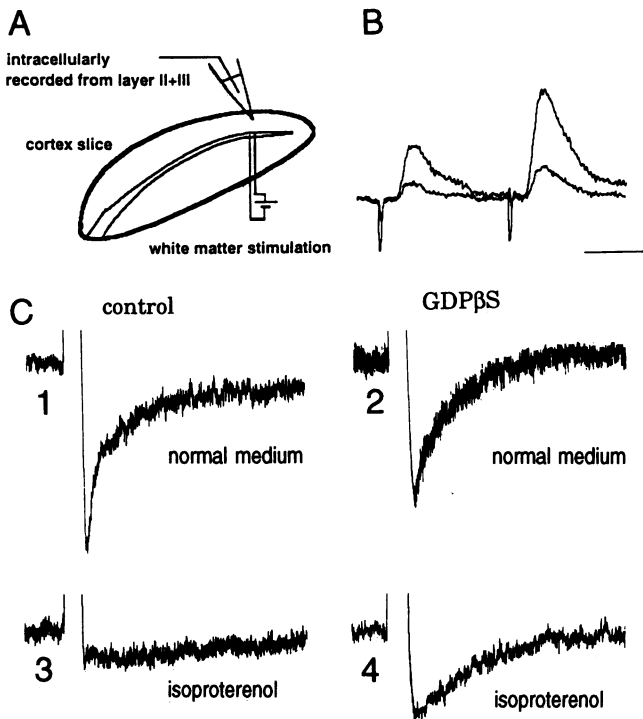 A
intracellularly
recorded from layer II+III
cortex slice
white matter stimulation
B
C
control
GDPβS
1
normal medium
2
normal medium
3
isoproterenol
4
isoproterenol